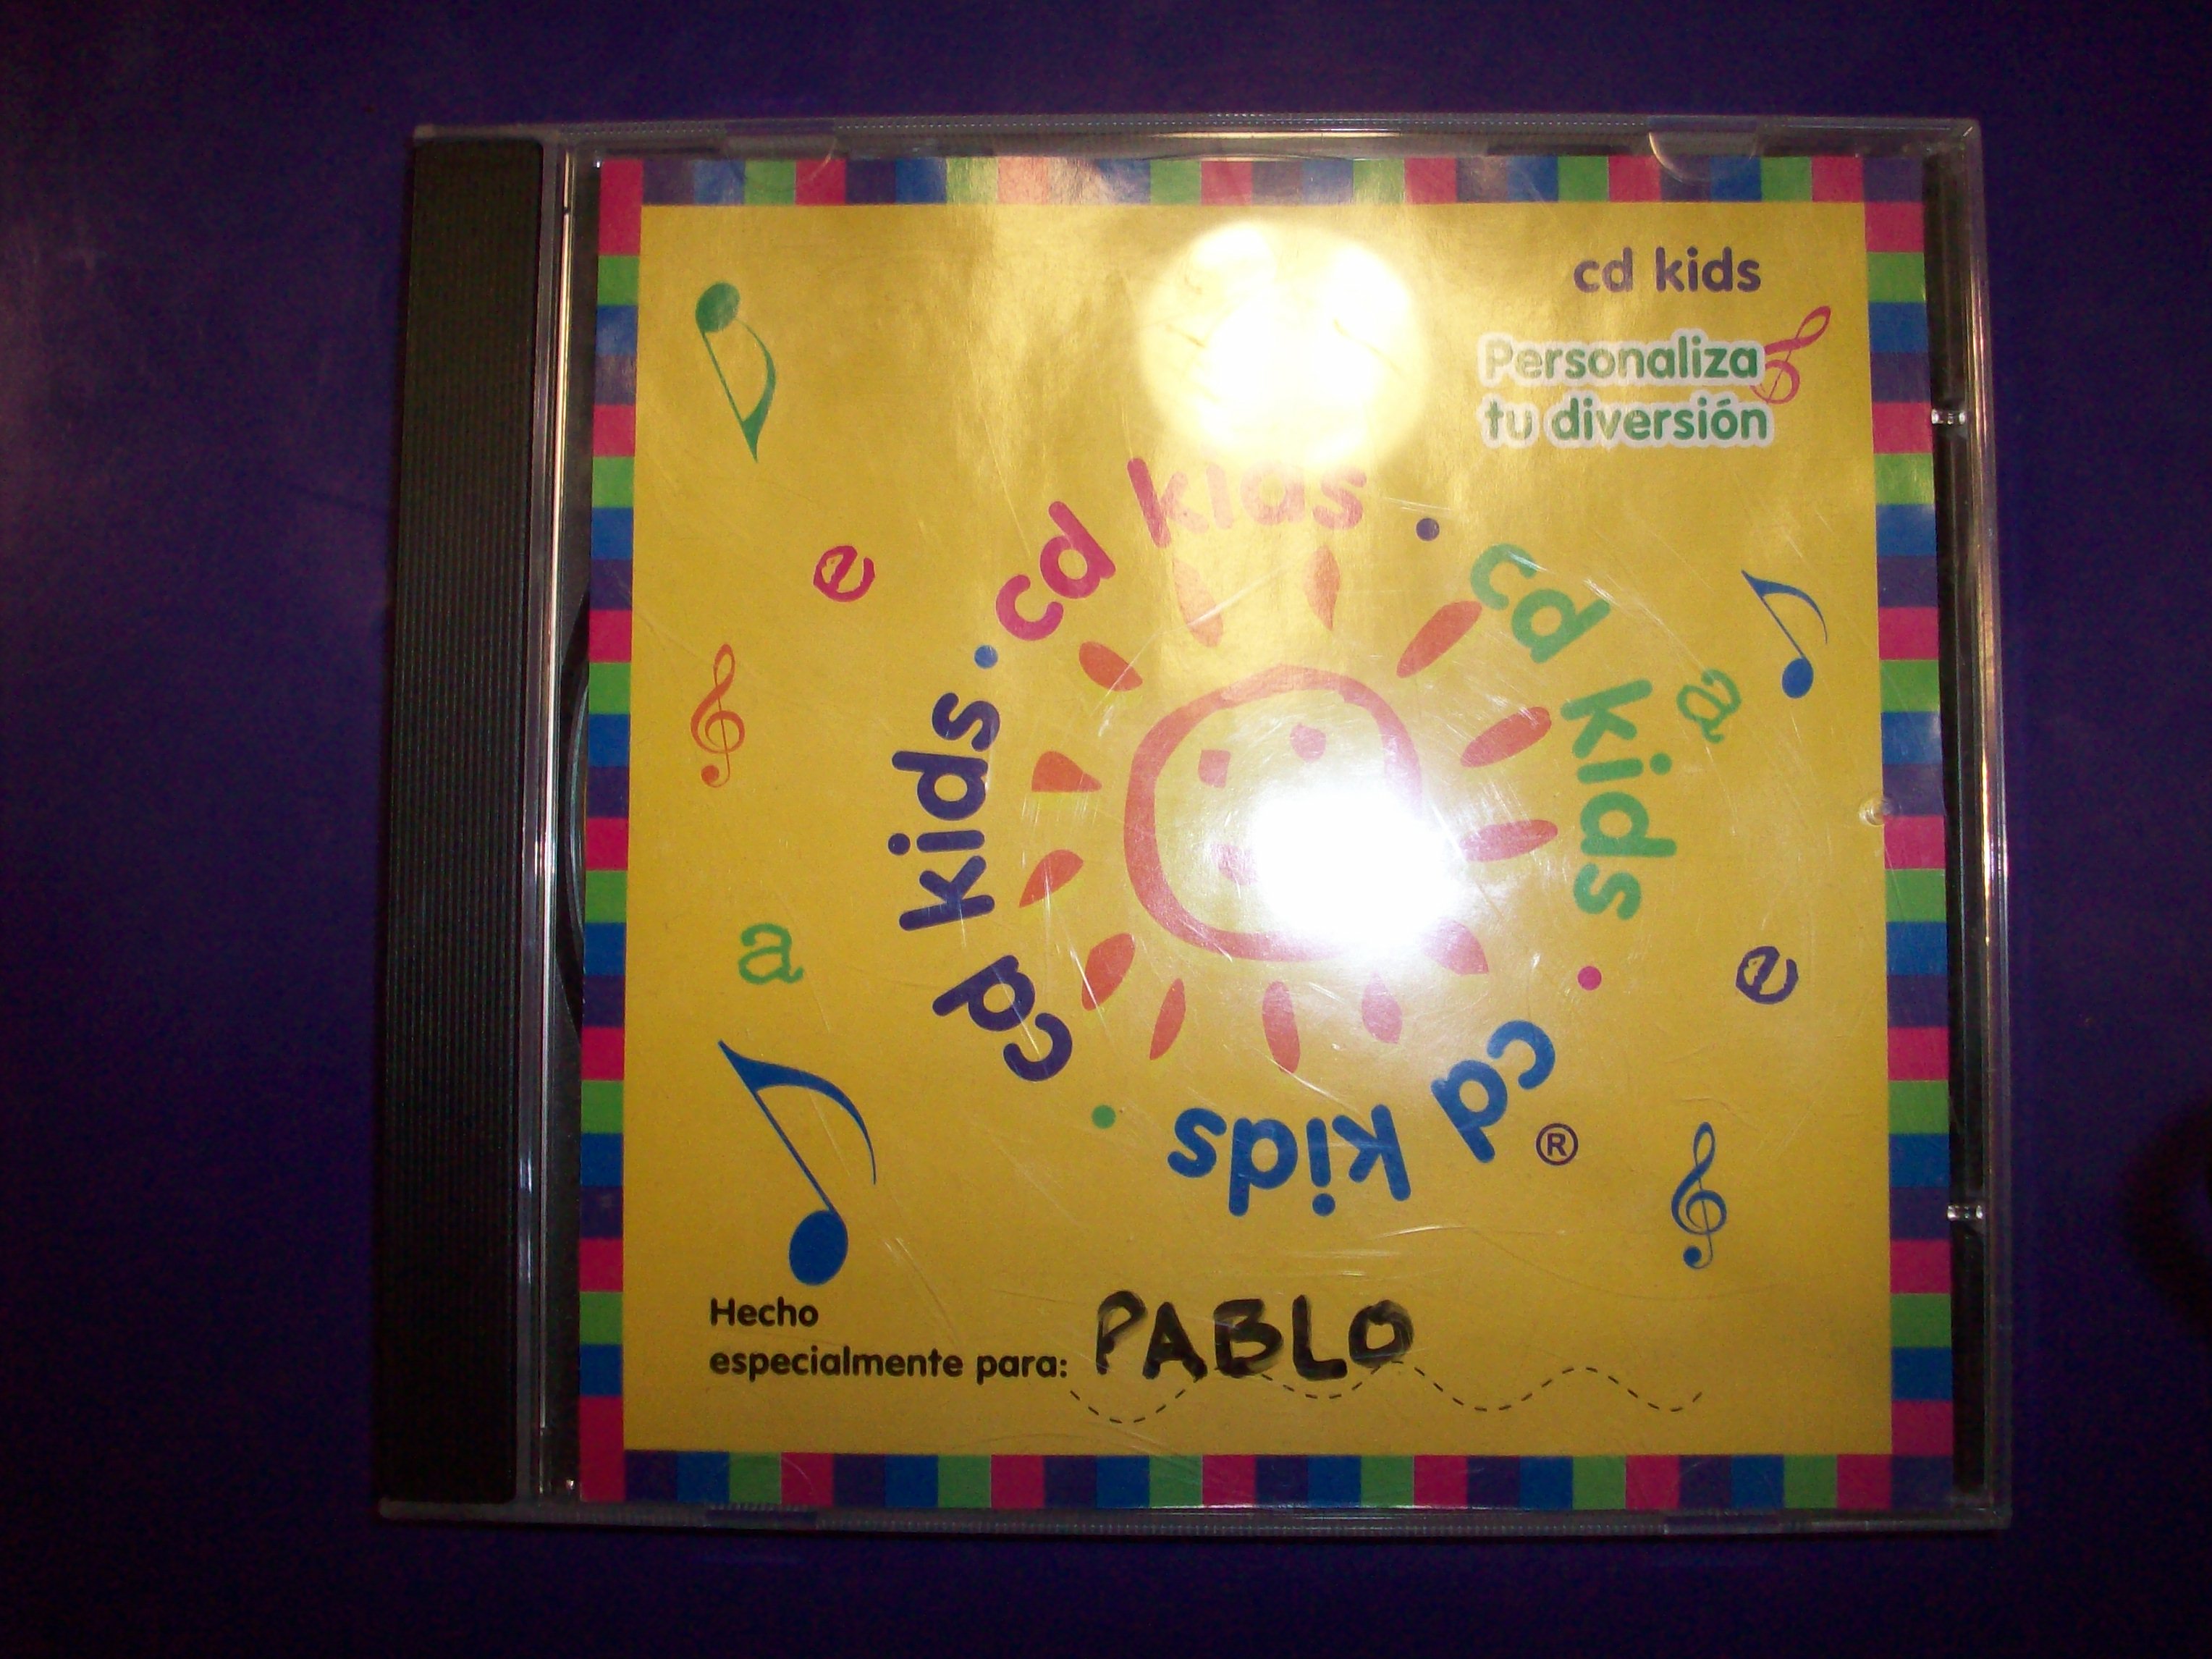 cd kids
Personaliza
tu diversión
cd kids · cd kids · cd kids · cd kids ·
®
e
a
a
e
Hecho
especialmente para: PABLO